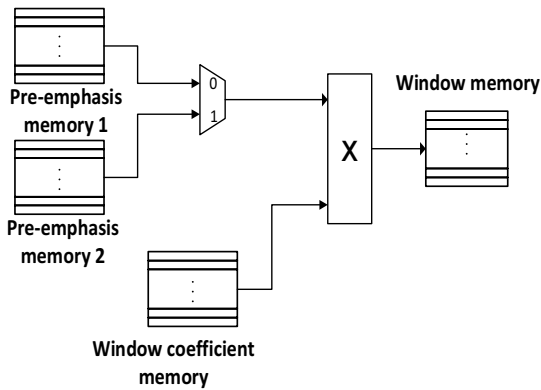 Pre-emphasis
memory 1
0
1
Pre-emphasis
memory 2
X
Window memory
Window coefficient
memory